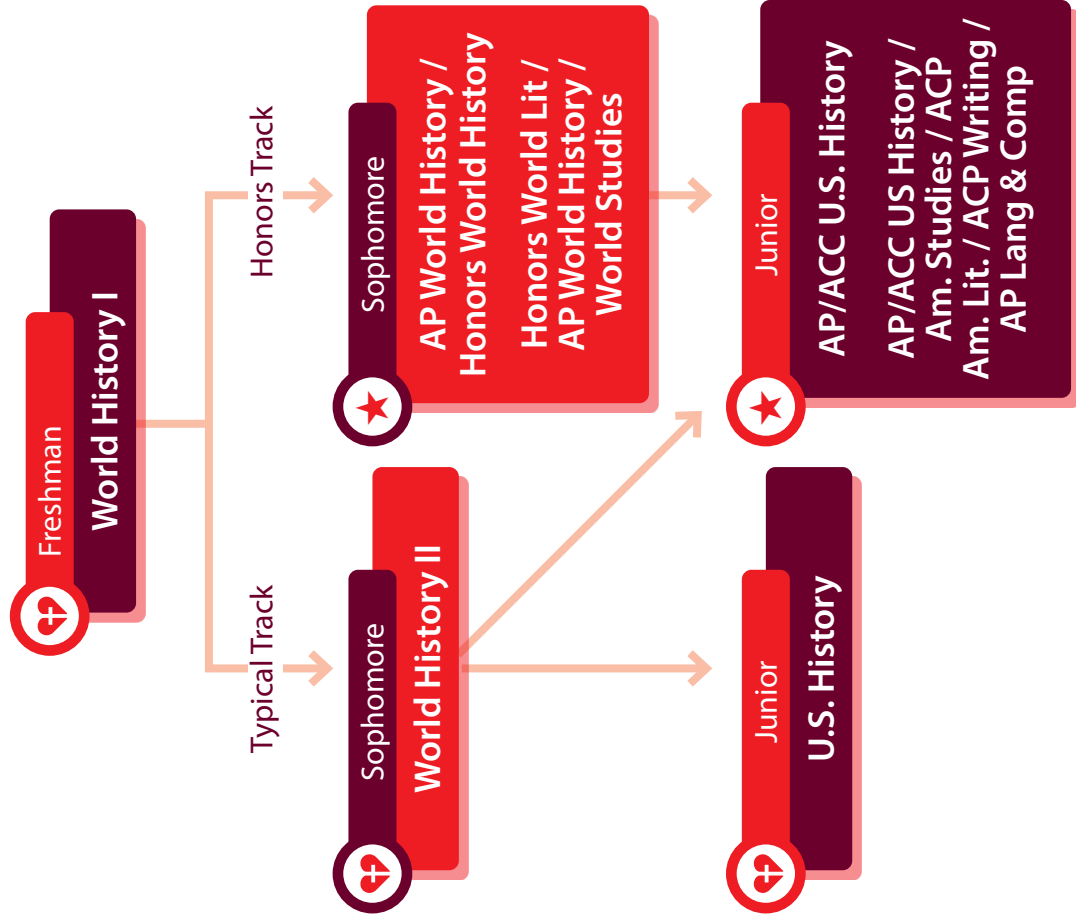 Freshman
World History I
Typical Track
Honors Track
Sophomore
World History II
Sophomore
AP World History /
Honors World History
Honors World Lit /
AP World History /
World Studies
Junior
U.S. History
Junior
AP/ACC U.S. History
AP/ACC US History /
Am. Studies / ACP
Am. Lit. / ACP Writing /
AP Lang & Comp